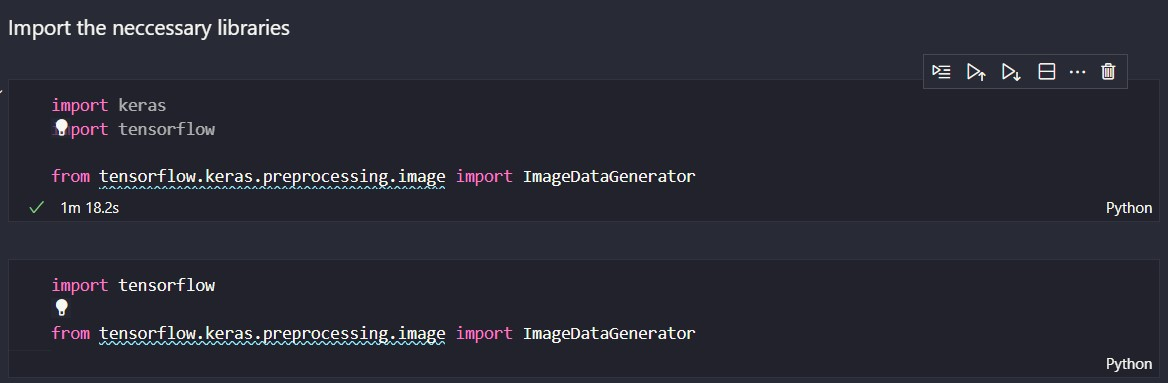 Import the neccessary libraries
import keras
import tensorflow
from tensorflow.keras.preprocessing.image import ImageDataGenerator
1m 18.2s
Python
import tensorflow
from tensorflow.keras.preprocessing.image import ImageDataGenerator
Python